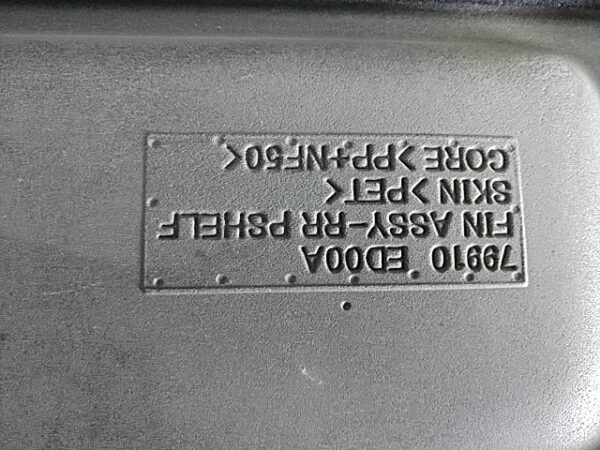 79910 ED00A
FIN ASSY-RR PSHELF
SKIN >PET<
CORE >PP+NF50<